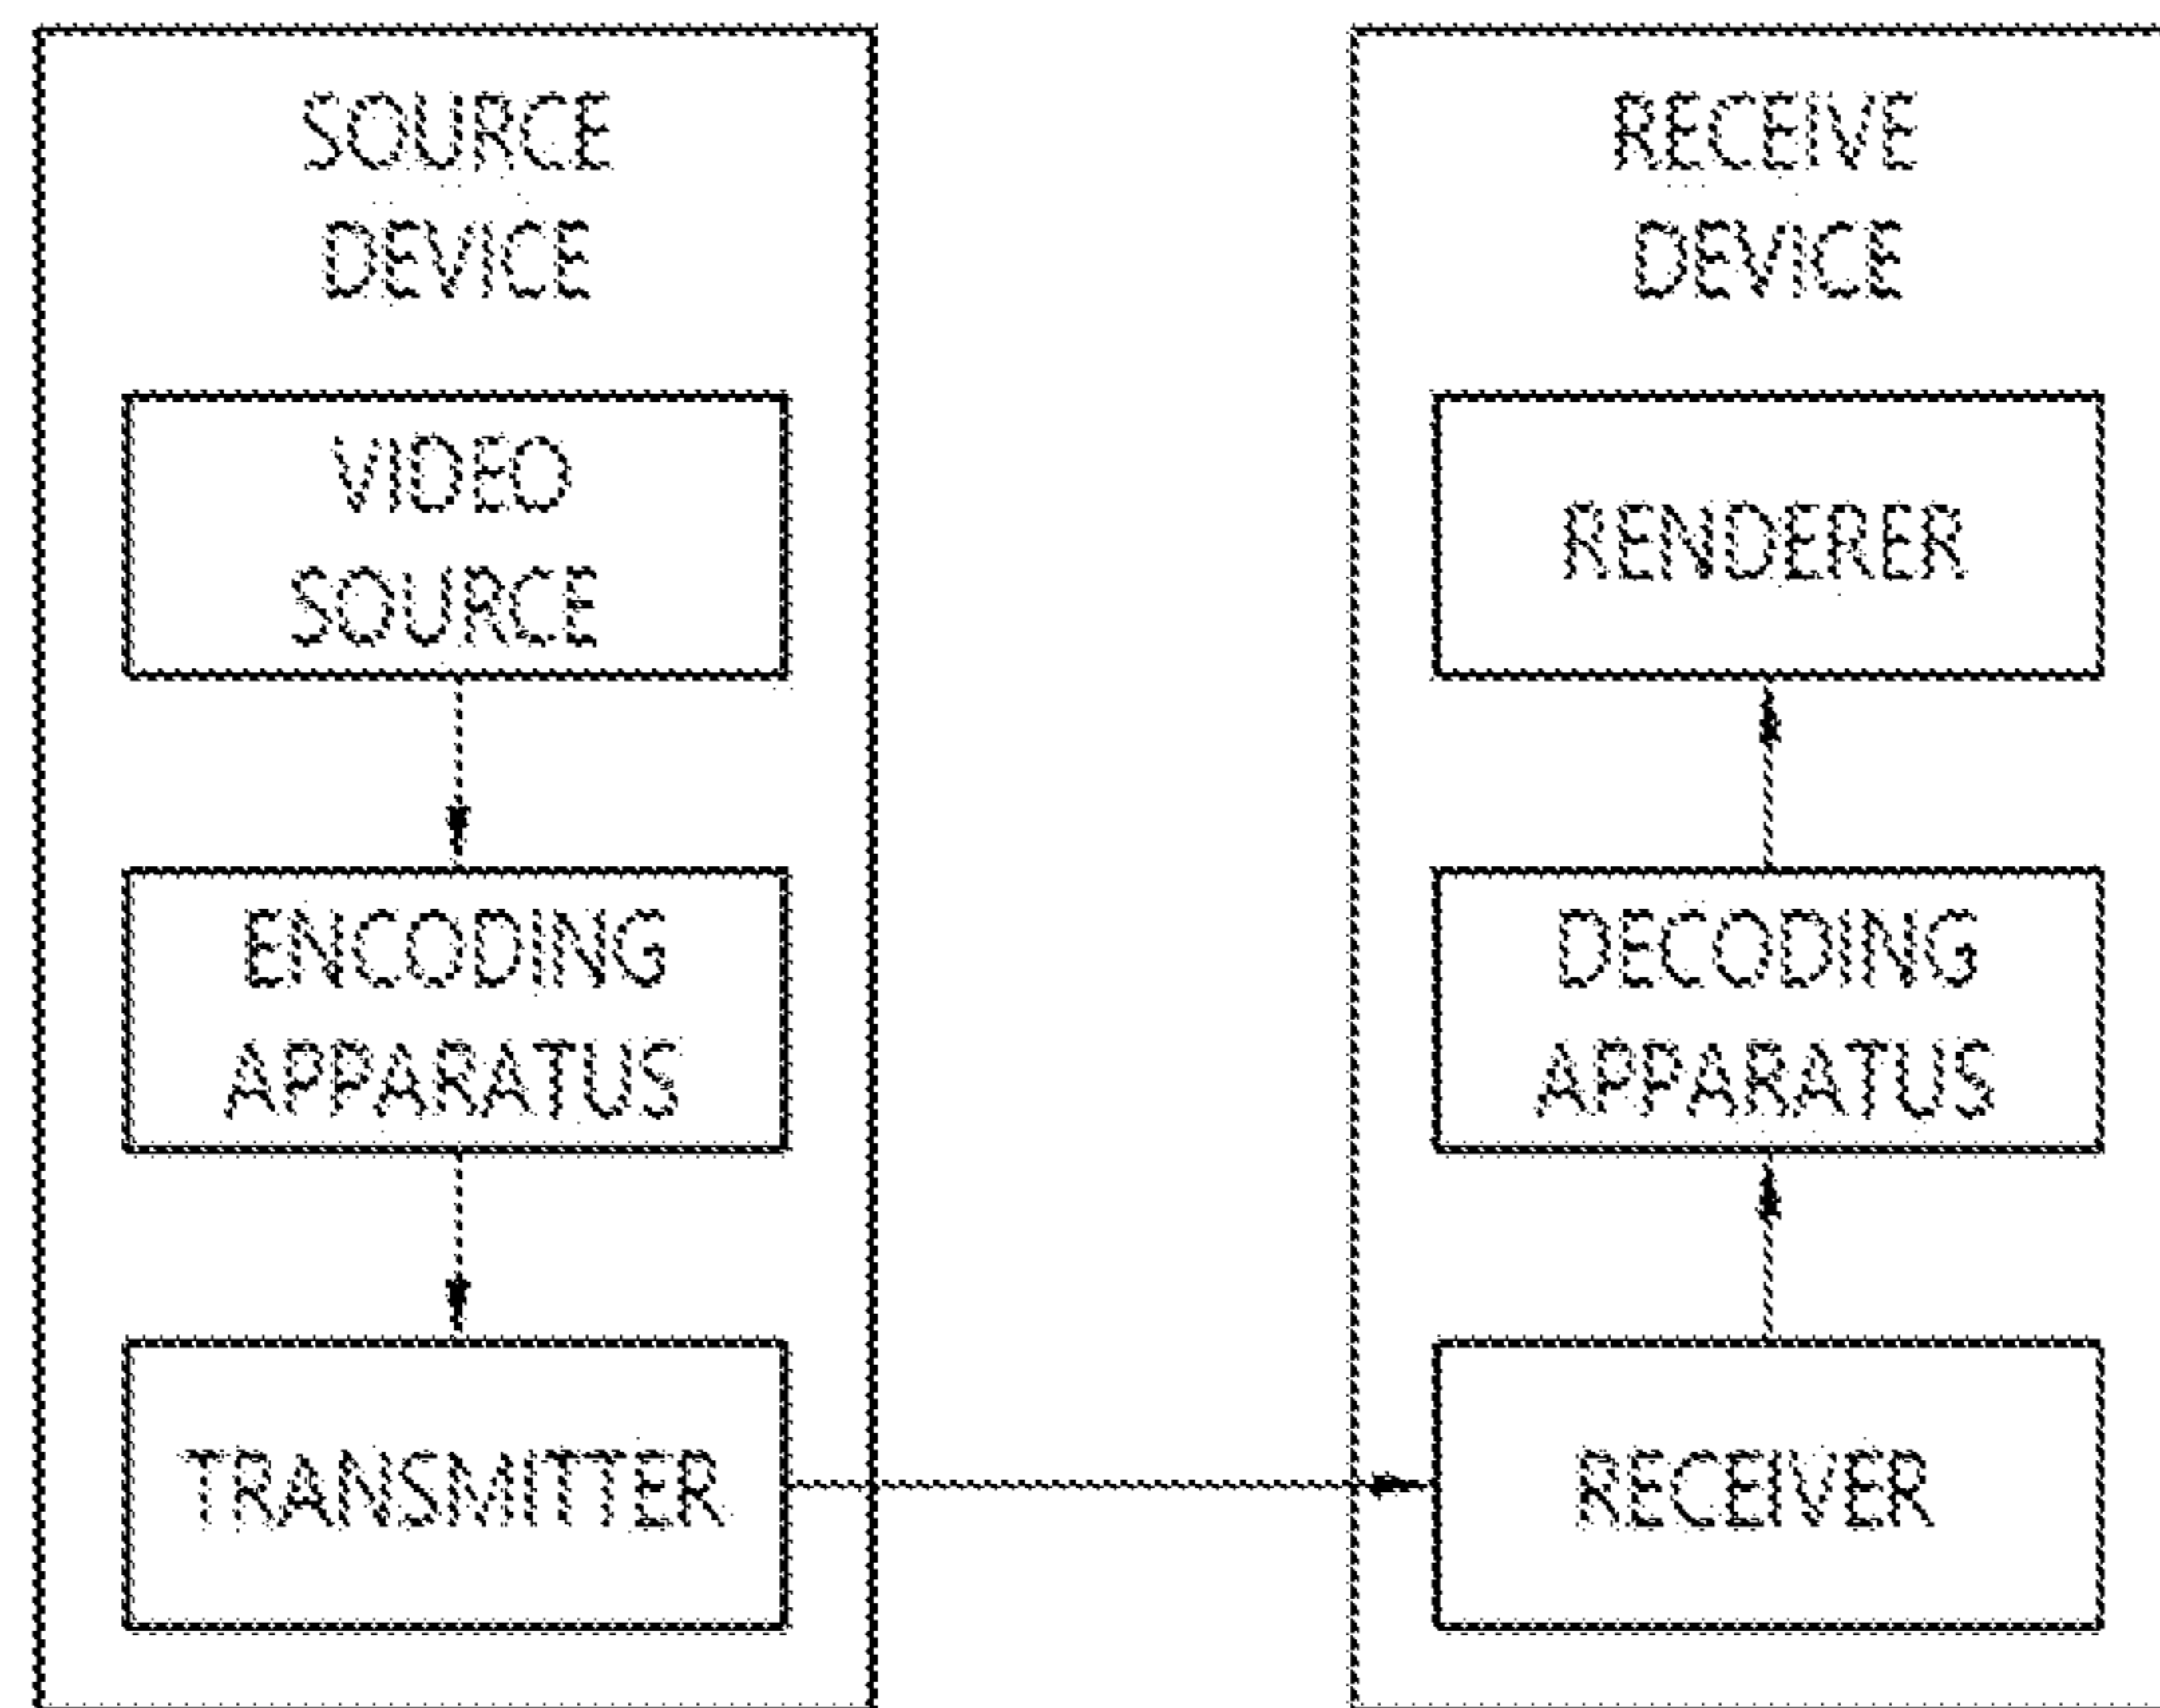 SOURCE
DEVICE
VIDEO
SOURCE
ENCODING
APPARATUS
TRANSMITTER
RECEIVE
DEVICE
RENDERER
DECODING
APPARATUS
RECEIVER